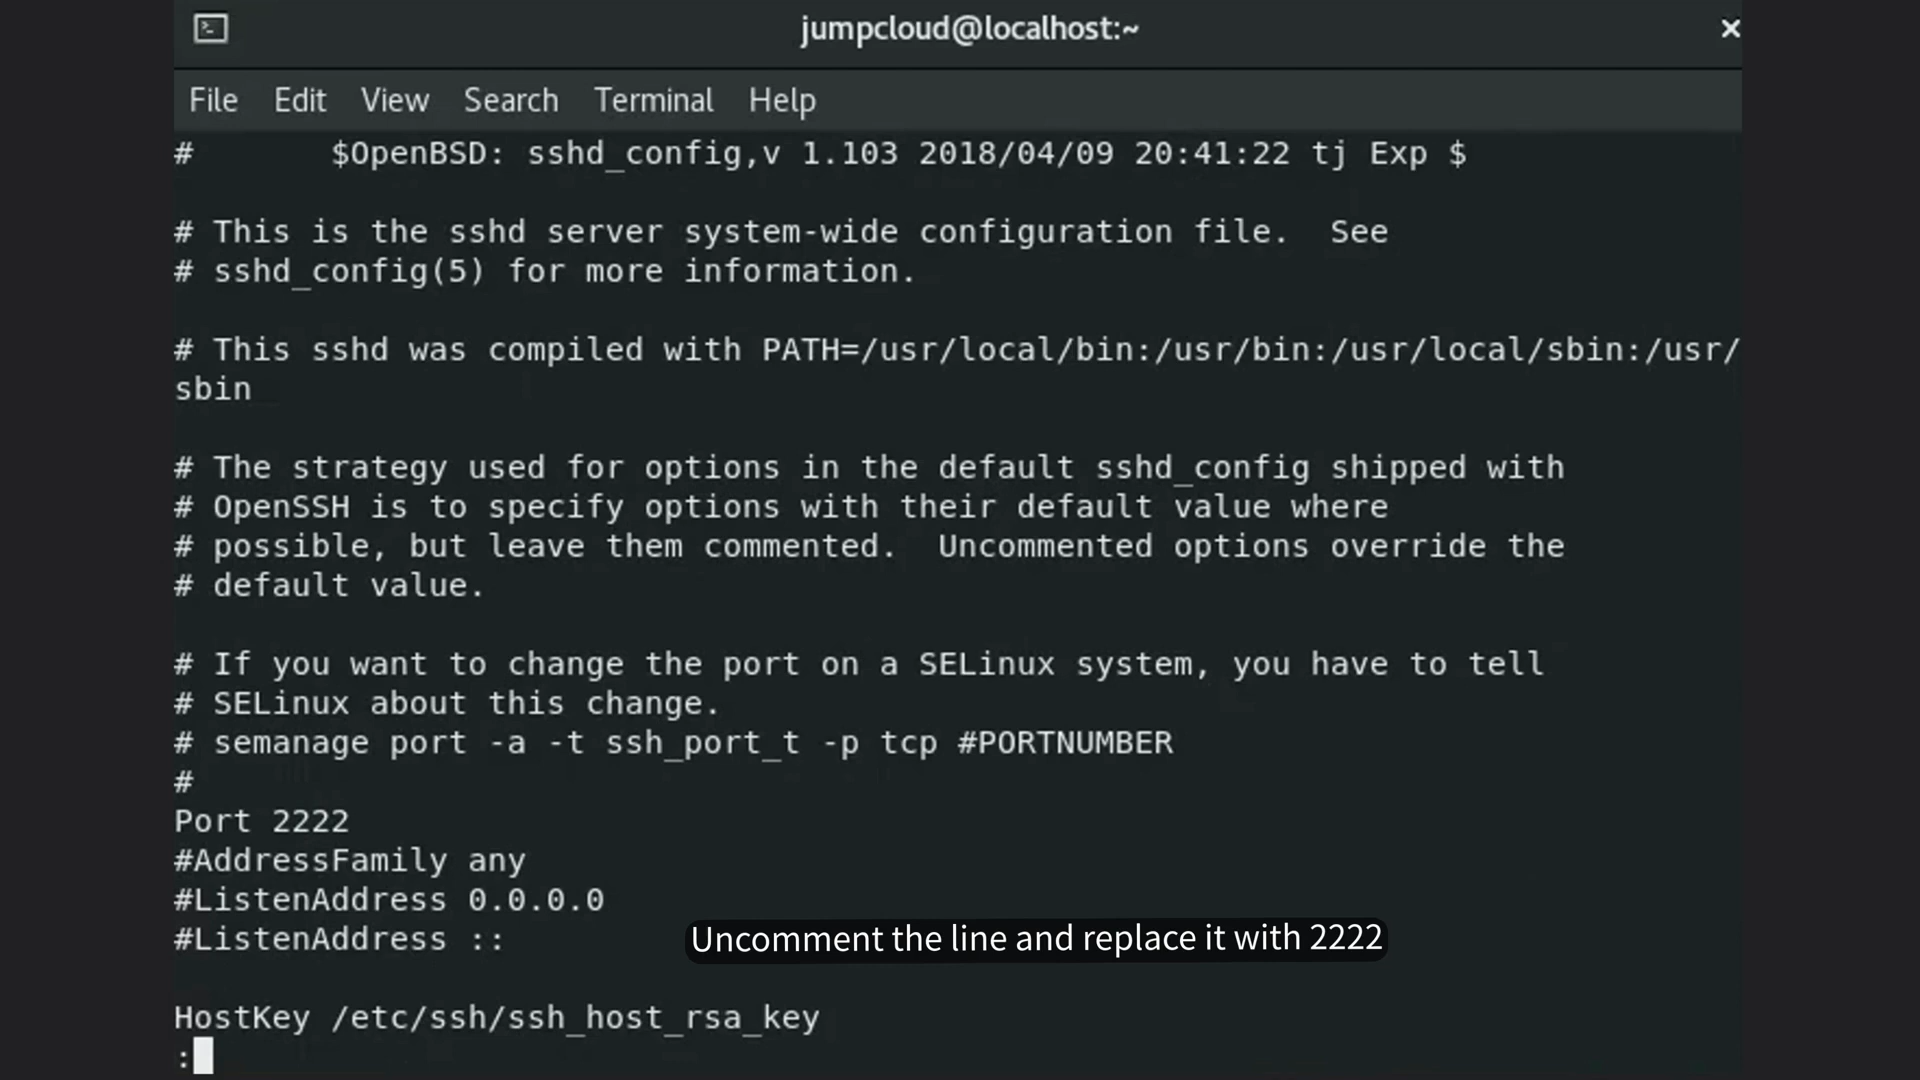 jumpcloud@localhost:~
File Edit View Search Terminal Help
#       $OpenBSD: sshd_config,v 1.103 2018/04/09 20:41:22 tj Exp $
# This is the sshd server system-wide configuration file.  See
# sshd_config(5) for more information.
# This sshd was compiled with PATH=/usr/local/bin:/usr/bin:/usr/local/sbin:/usr/
sbin
# The strategy used for options in the default sshd_config shipped with
# OpenSSH is to specify options with their default value where
# possible, but leave them commented.  Uncommented options override the
# default value.
# If you want to change the port on a SELinux system, you have to tell
# SELinux about this change.
# semanage port -a -t ssh_port_t -p tcp #PORTNUMBER
#
Port 2222
#AddressFamily any
#ListenAddress 0.0.0.0
#ListenAddress ::
Uncomment the line and replace it with 2222
HostKey /etc/ssh/ssh_host_rsa_key
: